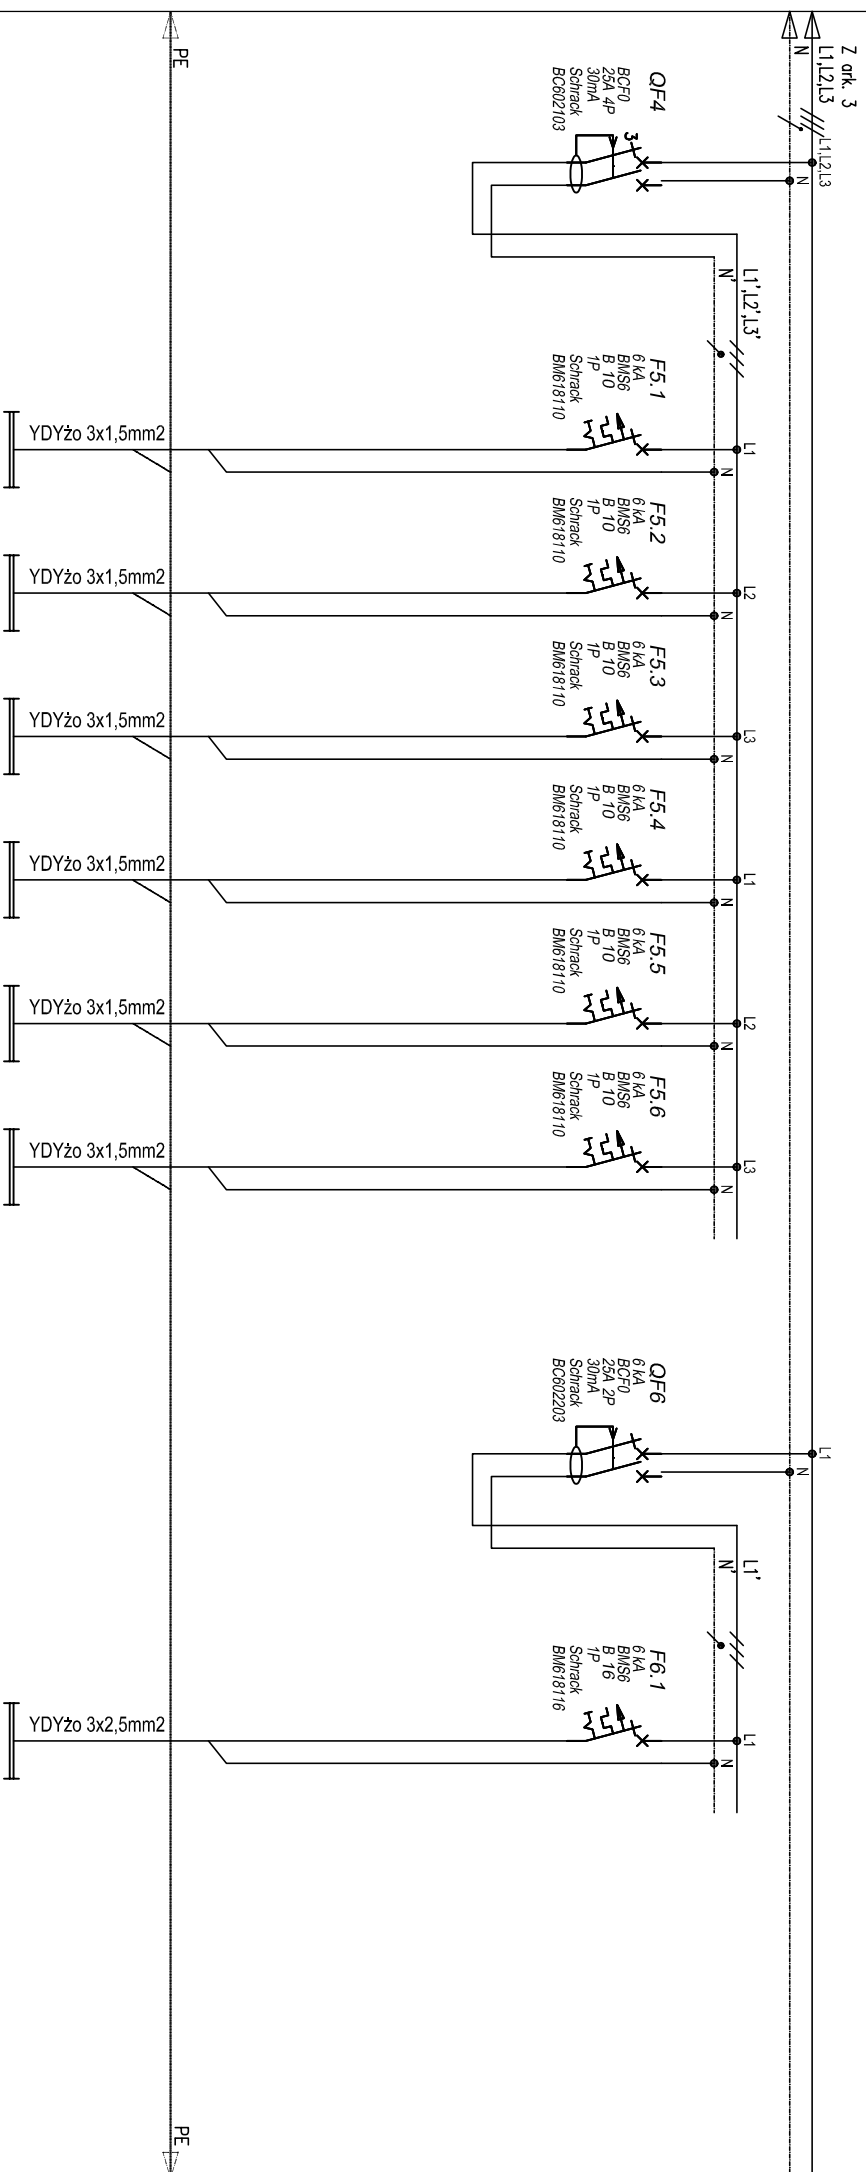 Z ark. 3
L1,L2,L3
N
L1,L2,L3
N
QF4
BCF0
25A 4P
30mA
Schrack
BC602103
3
L1',L2',L3'
N'
F5.1
6 kA
BMS6
B 10
1P
Schrack
BM618110
L1
N
YDYżo 3x1,5mm2
F5.2
6 kA
BMS6
B 10
1P
Schrack
BM618110
L2
N
YDYżo 3x1,5mm2
F5.3
6 kA
BMS6
B 10
1P
Schrack
BM618110
L3
N
YDYżo 3x1,5mm2
F5.4
6 kA
BMS6
B 10
1P
Schrack
BM618110
L1
N
YDYżo 3x1,5mm2
F5.5
6 kA
BMS6
B 10
1P
Schrack
BM618110
L2
N
YDYżo 3x1,5mm2
F5.6
6 kA
BMS6
B 10
1P
Schrack
BM618110
L3
N
YDYżo 3x1,5mm2
QF6
6 kA
BCF0
25A 2P
30mA
Schrack
BC602203
L1
N
L1'
N'
F6.1
6 kA
BMS6
B 16
1P
Schrack
BM618116
L1
N
YDYżo 3x2,5mm2
PE
PE